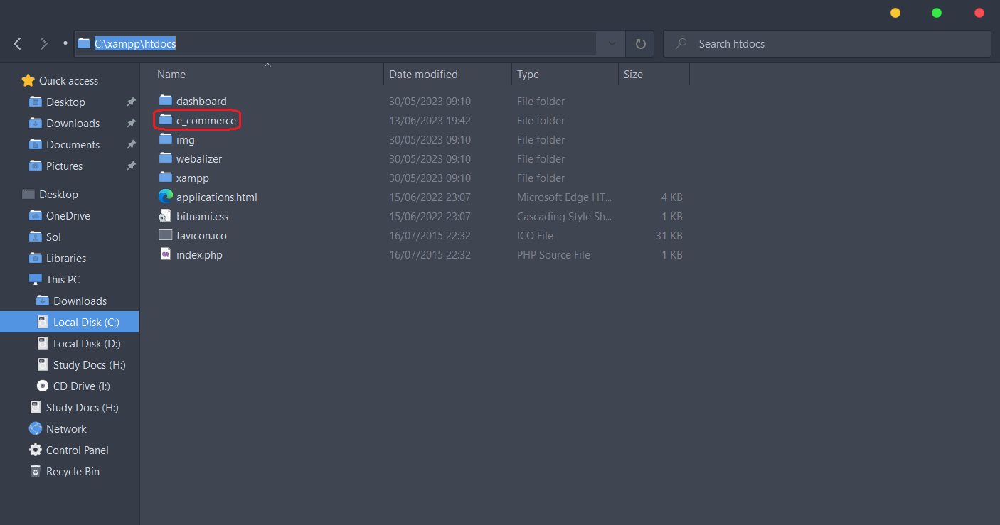 C:\xampp\htdocs
Search htdocs
Quick access
Desktop
Downloads
Documents
Pictures
Desktop
OneDrive
Sol
Libraries
This PC
Downloads
Local Disk (C:)
Local Disk (D:)
Study Docs (H:)
CD Drive (I:)
Study Docs (H:)
Network
Control Panel
Recycle Bin
Name Date modified Type Size
dashboard 30/05/2023 09:10 File folder
e_commerce 13/06/2023 19:42 File folder
img 30/05/2023 09:10 File folder
webalizer 30/05/2023 09:10 File folder
xampp 30/05/2023 09:10 File folder
applications.html 15/06/2022 23:07 Microsoft Edge HT... 4 KB
bitnami.css 15/06/2022 23:07 Cascading Style Sh... 1 KB
favicon.ico 16/07/2015 22:32 ICO File 31 KB
index.php 16/07/2015 22:32 PHP Source File 1 KB